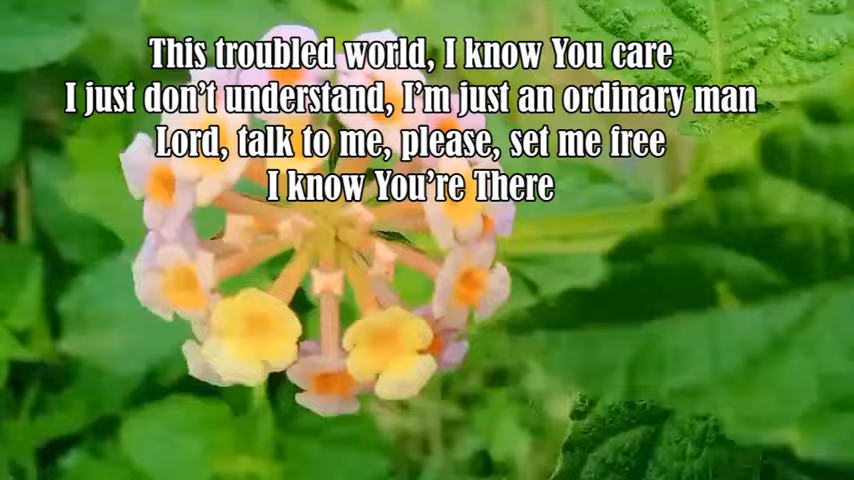 This troubled world, I know You care
I just don't understand, I'm just an ordinary man
Lord, talk to me, please, set me free
I know You're There